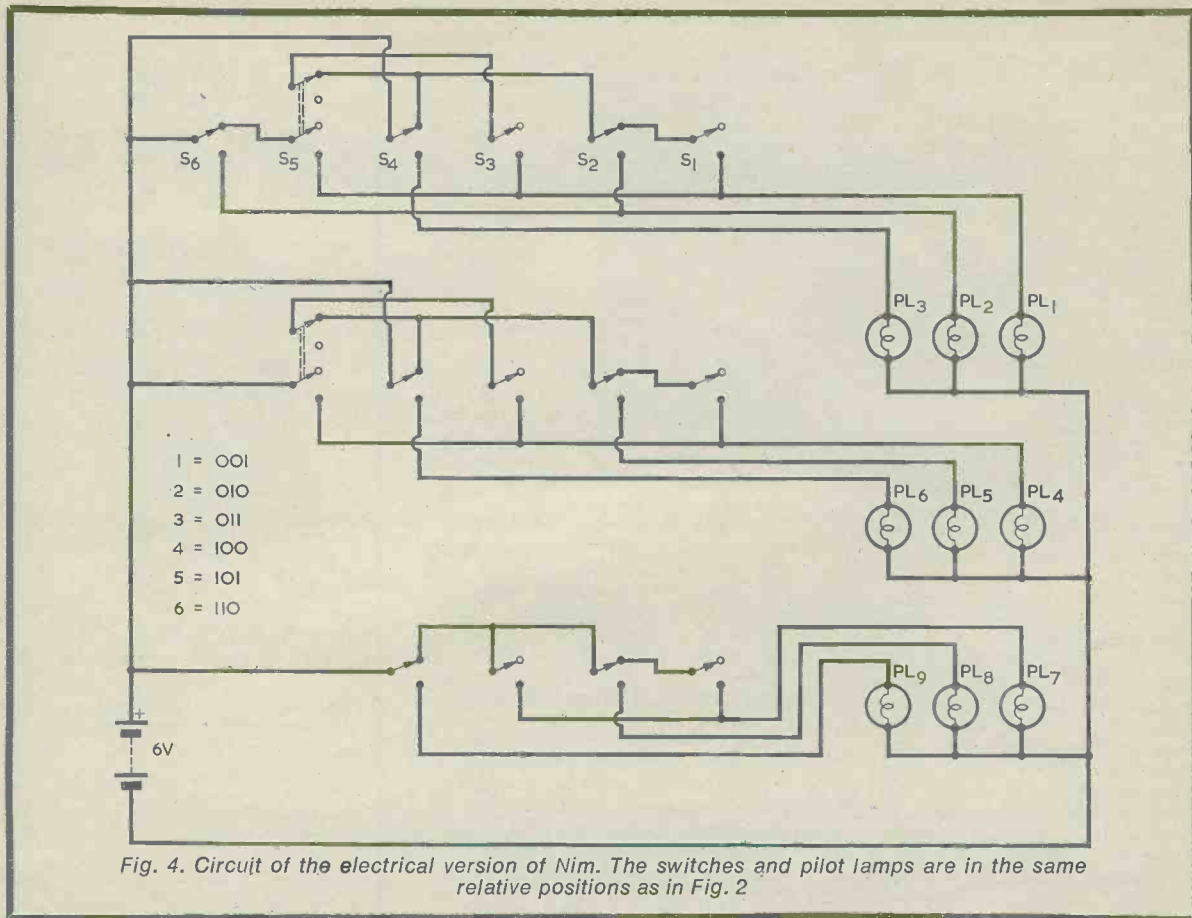 S6 S5 S4 S3 S2 S1
PL3 PL2 PL1
PL6 PL5 PL4
1 = 001
2 = 010
3 = 011
4 = 100
5 = 101
6 = 110
PL9 PL8 PL7
+
6V
Fig. 4. Circuit of the electrical version of Nim. The switches and pilot lamps are in the same
relative positions as in Fig. 2